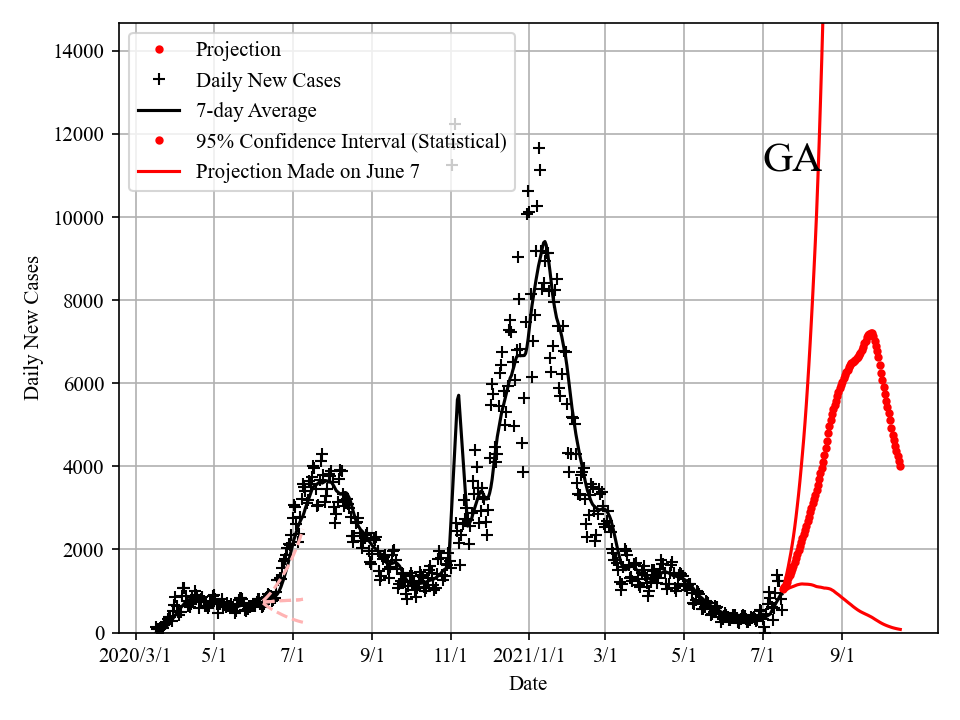 14000
12000
10000
8000
6000
4000
2000
0
Daily New Cases
Projection
Daily New Cases
7-day Average
95% Confidence Interval (Statistical)
Projection Made on June 7
GA
2020/3/1 5/1 7/1 9/1 11/1 2021/1/1 3/1 5/1 7/1 9/1
Date